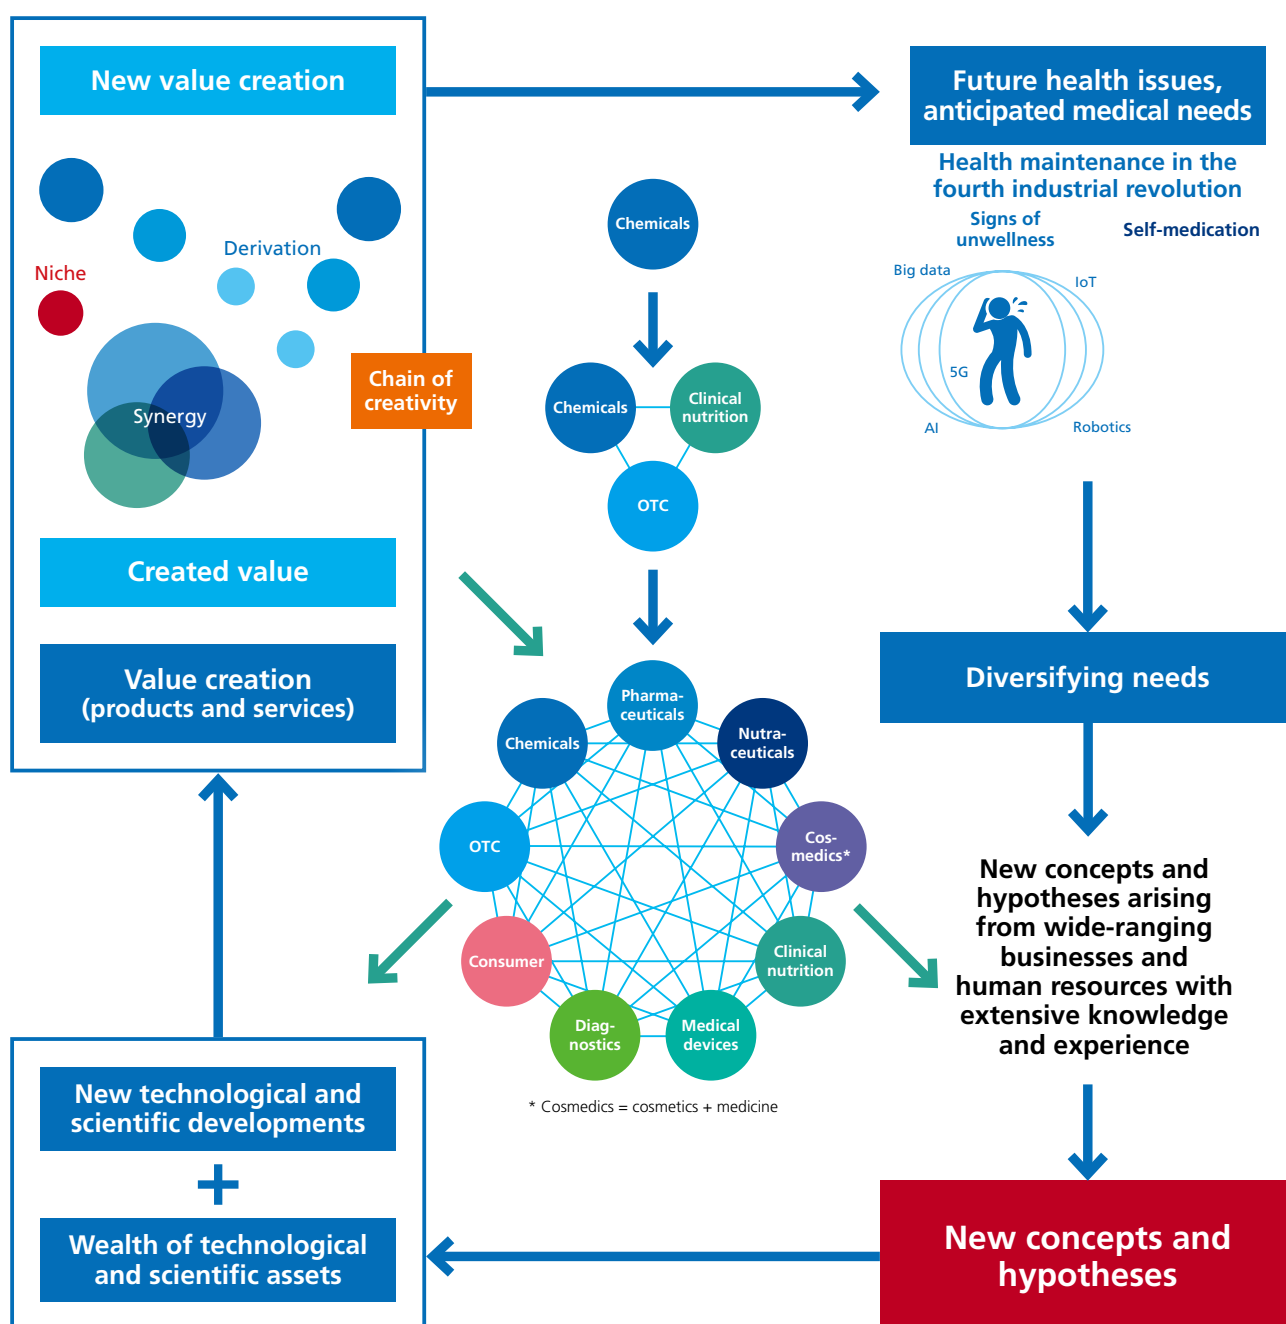 New value creation
Derivation
Niche
Synergy
Chain of
creativity
Created value
Value creation
(products and services)
Future health issues,
anticipated medical needs
Health maintenance in the
fourth industrial revolution
Signs of
unwellness
Self-medication
Big data
IoT
5G
AI
Robotics
Chemicals
Chemicals
Clinical
nutrition
OTC
Pharma-
ceuticals
Chemicals
Nutra-
ceuticals
OTC
Cos-
medics*
Consumer
Clinical
nutrition
Diag-
nostics
Medical
devices
* Cosmedics = cosmetics + medicine
Diversifying needs
New concepts and
hypotheses arising
from wide-ranging
businesses and
human resources with
extensive knowledge
and experience
New concepts and
hypotheses
New technological and
scientific developments
+
Wealth of technological
and scientific assets